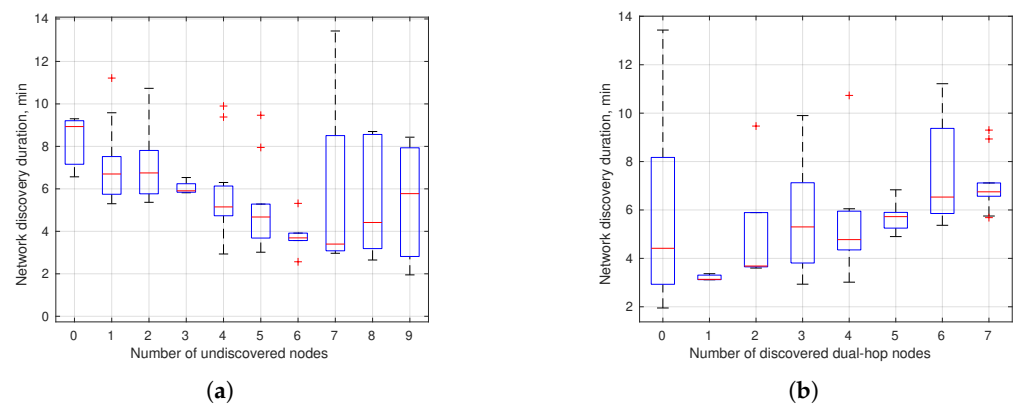 14
12
10
8
6
4
2
0
Network discovery duration, min
0 1 2 3 4 5 6 7 8 9
Number of undiscovered nodes
(a)
14
12
10
8
6
4
2
Network discovery duration, min
0 1 2 3 4 5 6 7
Number of discovered dual-hop nodes
(b)